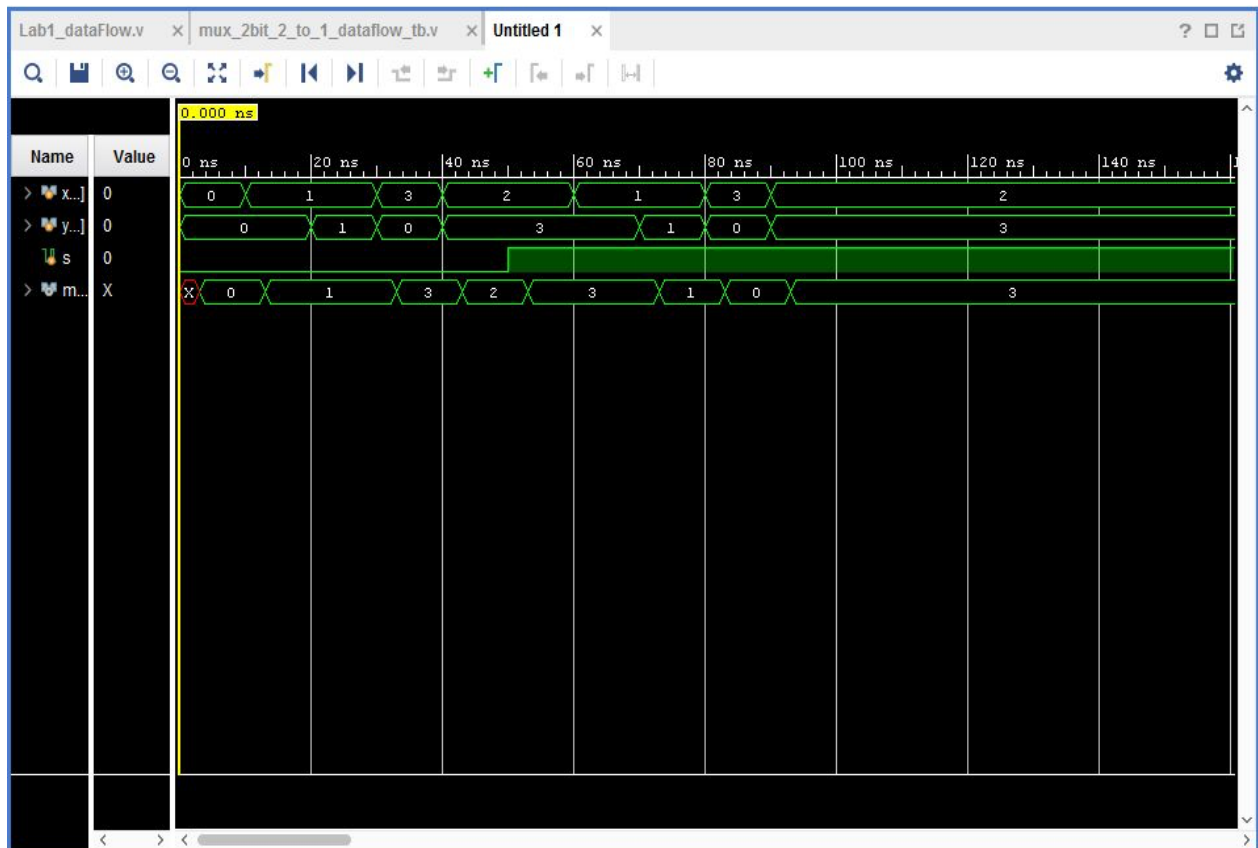 Lab1_dataFlow.v × mux_2bit_2_to_1_dataflow_tb.v × Untitled 1 × ?
0.000 ns
Name Value 0 ns 20 ns 40 ns 60 ns 80 ns 100 ns 120 ns 140 ns 1
> x...] 0 0 1 3 2 1 3 2
> y...] 0 0 1 0 3 1 0 3
s 0
> m... X X 0 1 3 2 3 1 0 3